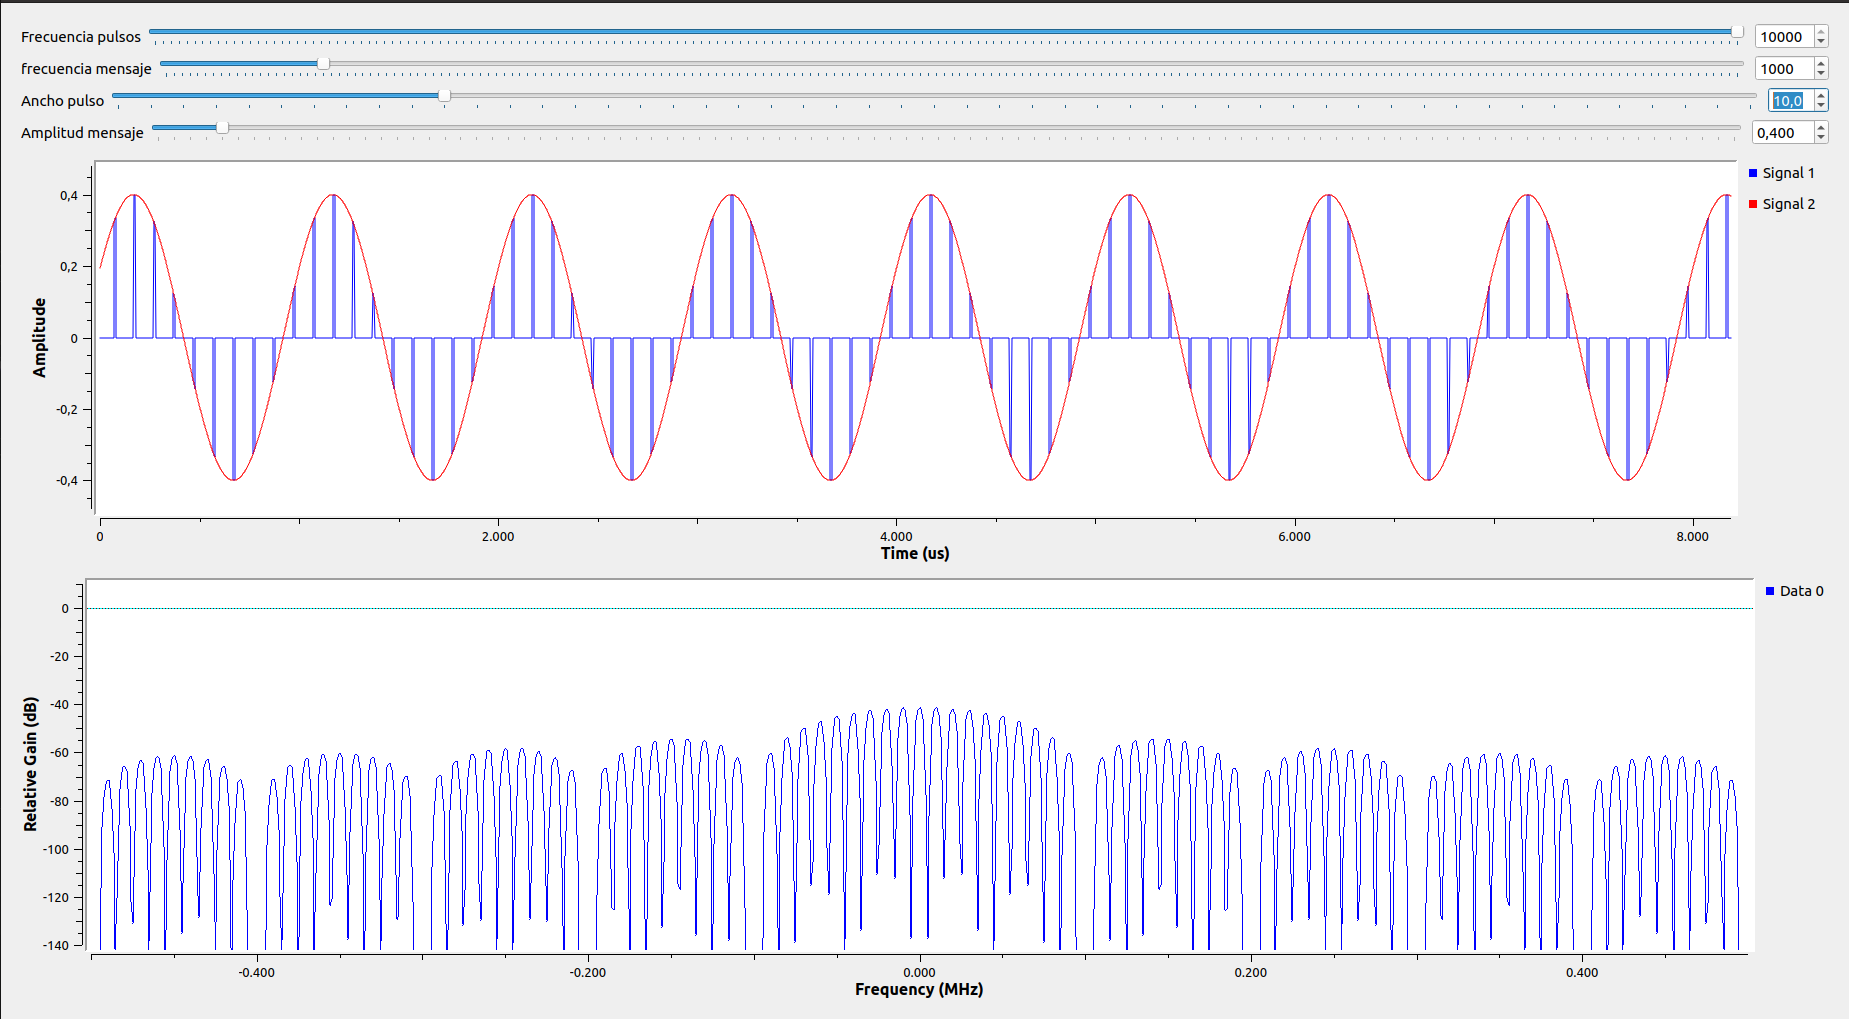 Frecuencia pulsos 10000
frecuencia mensaje 1000
Ancho pulso 10,0
Amplitud mensaje 0,400
Signal 1
Signal 2
0,4
0,2
0
-0,2
-0,4
Amplitude
0 2.000 4.000 6.000 8.000
Time (us)
Data 0
0
-20
-40
-60
-80
-100
-120
-140
Relative Gain (dB)
-0.400 -0.200 0.000 0.200 0.400
Frequency (MHz)